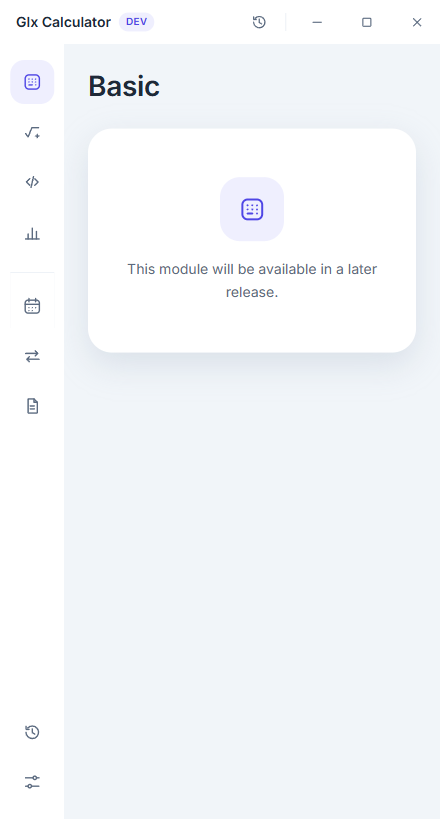 Glx Calculator DEV
Basic
This module will be available in a later
release.